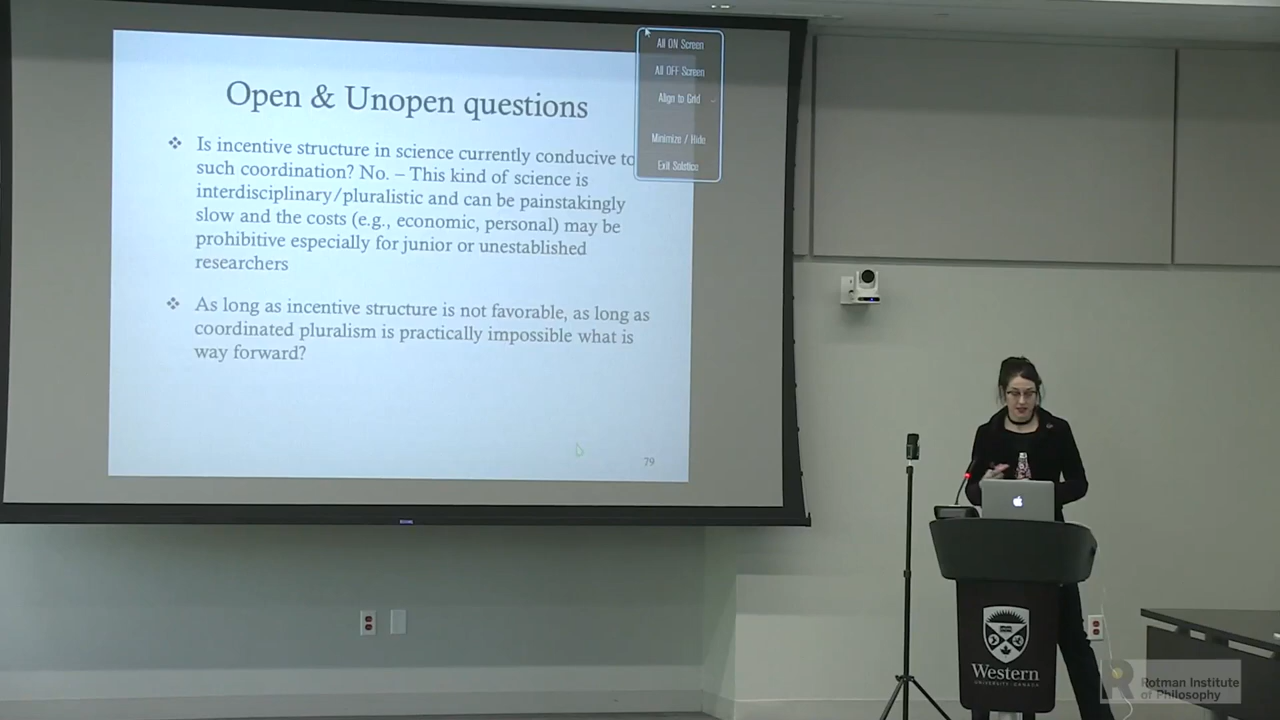 Open & Unopen questions
❖ Is incentive structure in science currently conducive to
such coordination? No. – This kind of science is
interdisciplinary/pluralistic and can be painstakingly
slow and the costs (e.g., economic, personal) may be
prohibitive especially for junior or unestablished
researchers
❖ As long as incentive structure is not favorable, as long as
coordinated pluralism is practically impossible what is
way forward?
79
All ON Screen
All OFF Screen
Align to Grid
Minimize / Hide
Exit Solstice
Western
UNIVERSITY · CANADA
R
Rotman Institute
of Philosophy